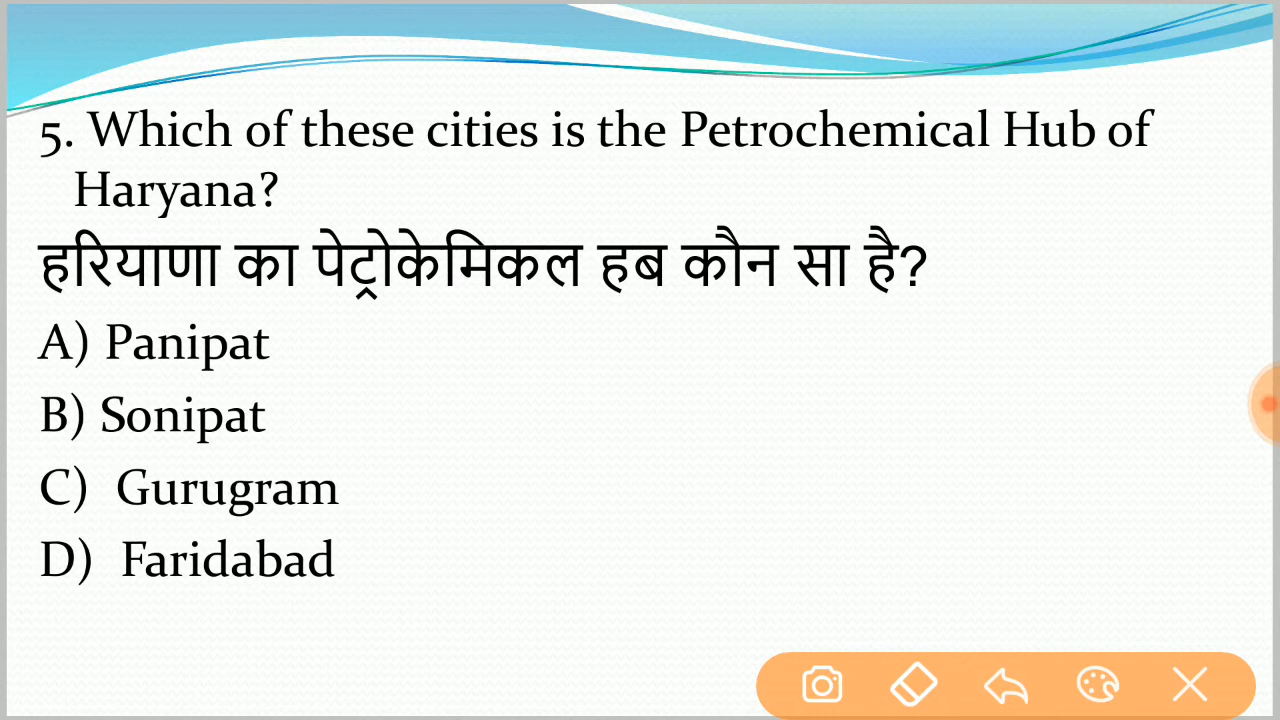 5. Which of these cities is the Petrochemical Hub of
Haryana?
हरियाणा का पेट्रोकेमिकल हब कौन सा है?
A) Panipat
B) Sonipat
C) Gurugram
D) Faridabad